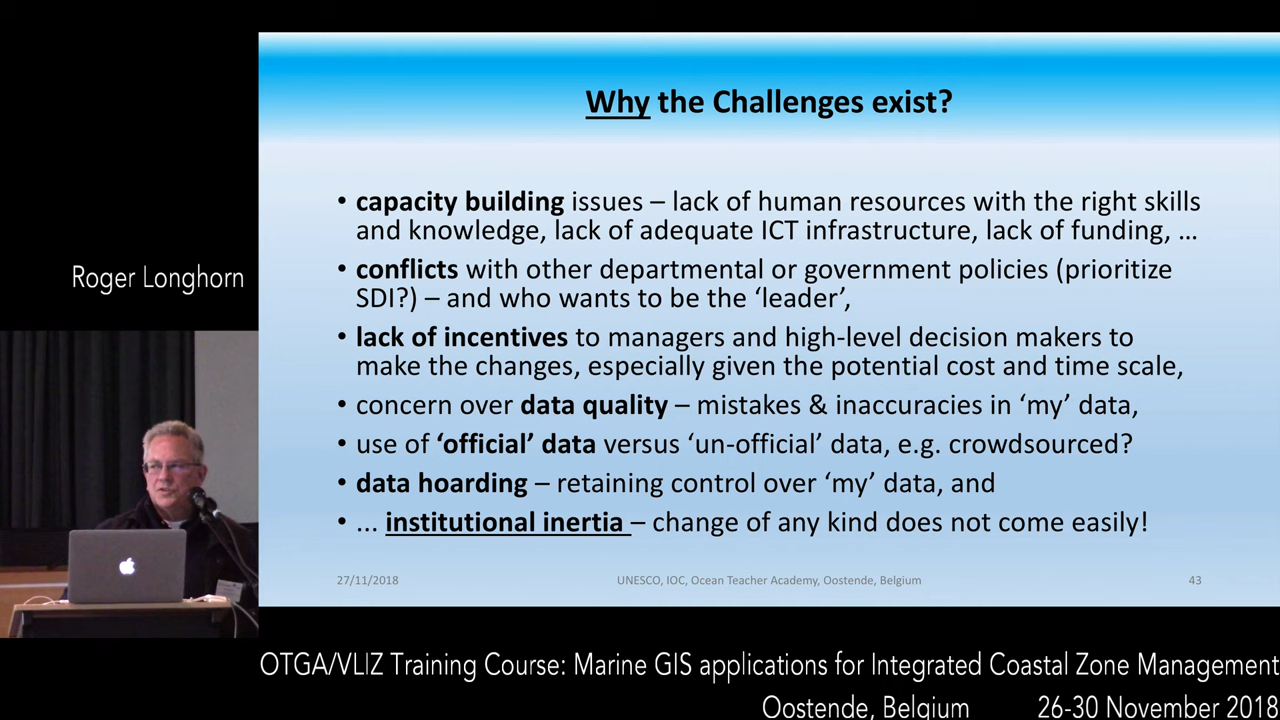 Why the Challenges exist?
• capacity building issues – lack of human resources with the right skills
and knowledge, lack of adequate ICT infrastructure, lack of funding, ...
• conflicts with other departmental or government policies (prioritize
SDI?) – and who wants to be the ‘leader’,
• lack of incentives to managers and high-level decision makers to
make the changes, especially given the potential cost and time scale,
• concern over data quality – mistakes & inaccuracies in ‘my’ data,
• use of ‘official’ data versus ‘un-official’ data, e.g. crowdsourced?
• data hoarding – retaining control over ‘my’ data, and
• ... institutional inertia – change of any kind does not come easily!
27/11/2018
UNESCO, IOC, Ocean Teacher Academy, Oostende, Belgium
43
Roger Longhorn
OTGA/VLIZ Training Course: Marine GIS applications for Integrated Coastal Zone Management
Oostende, Belgium 26-30 November 2018